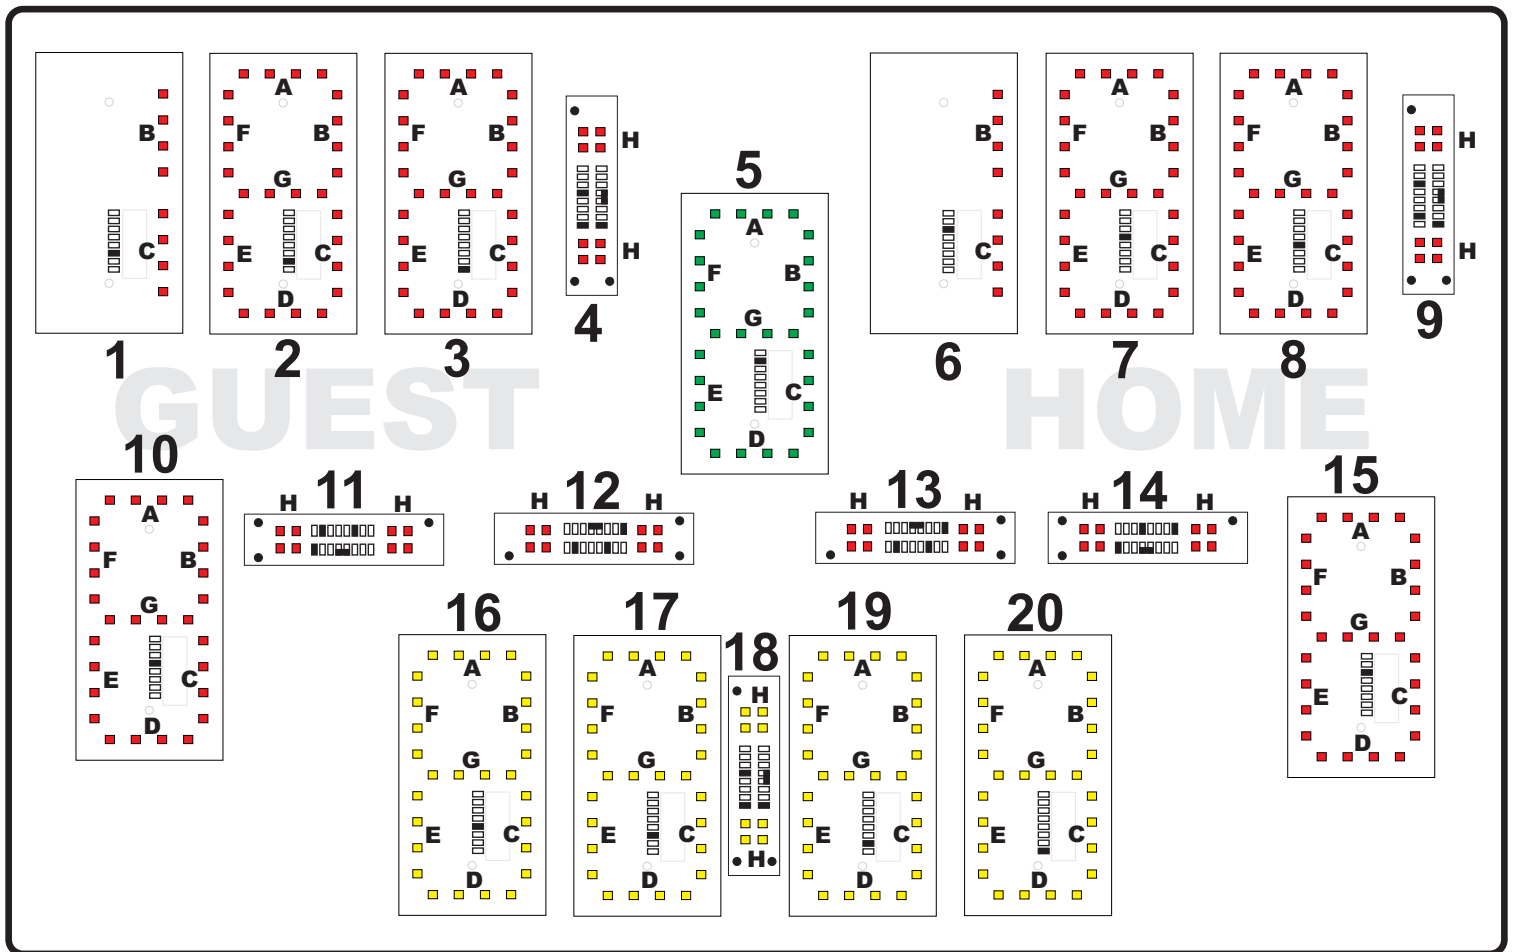 A A A A
B F B F B H B F B F B H
G G G G
5
C E C E C H C E C E C H
D D D D
A
F B
G
E C
D
1 2 3 4 6 7 8 9
GUEST HOME
10 H 11 H H 12 H H 13 H H 14 H 15
A A
F B F B
G G
E C E C
D D
16 17 18 19 20
A A H A A
F B F B F B F B
G G G G
E C E C E C E C
D D H D D